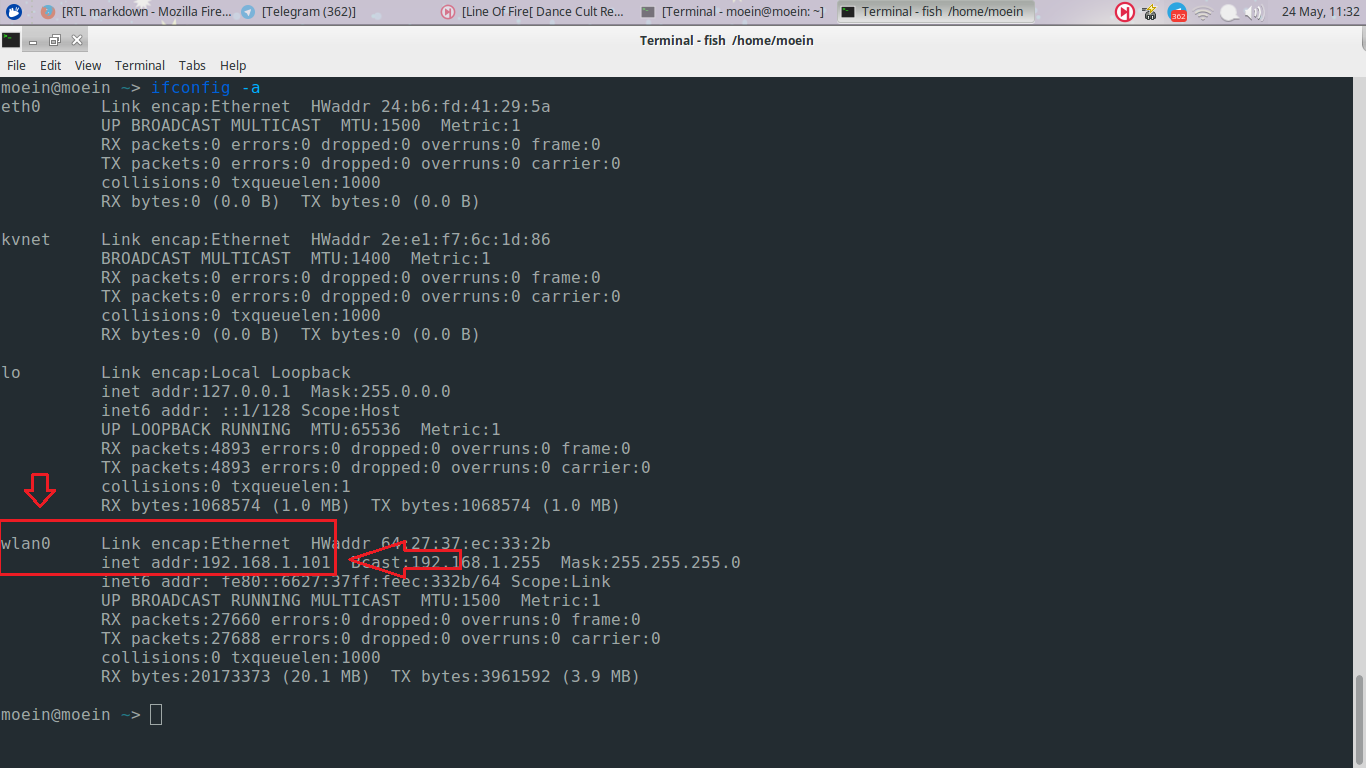 [RTL markdown - Mozilla Fire... [Telegram (362)] [Line Of Fire[ Dance Cult Re... [Terminal - moein@moein: ~] Terminal - fish /home/moein 362 24 May, 11:32
Terminal - fish /home/moein
File Edit View Terminal Tabs Help
moein@moein ~> ifconfig -a
eth0 Link encap:Ethernet HWaddr 24:b6:fd:41:29:5a
UP BROADCAST MULTICAST MTU:1500 Metric:1
RX packets:0 errors:0 dropped:0 overruns:0 frame:0
TX packets:0 errors:0 dropped:0 overruns:0 carrier:0
collisions:0 txqueuelen:1000
RX bytes:0 (0.0 B) TX bytes:0 (0.0 B)
kvnet Link encap:Ethernet HWaddr 2e:e1:f7:6c:1d:86
BROADCAST MULTICAST MTU:1400 Metric:1
RX packets:0 errors:0 dropped:0 overruns:0 frame:0
TX packets:0 errors:0 dropped:0 overruns:0 carrier:0
collisions:0 txqueuelen:1000
RX bytes:0 (0.0 B) TX bytes:0 (0.0 B)
lo Link encap:Local Loopback
inet addr:127.0.0.1 Mask:255.0.0.0
inet6 addr: ::1/128 Scope:Host
UP LOOPBACK RUNNING MTU:65536 Metric:1
RX packets:4893 errors:0 dropped:0 overruns:0 frame:0
TX packets:4893 errors:0 dropped:0 overruns:0 carrier:0
collisions:0 txqueuelen:1
RX bytes:1068574 (1.0 MB) TX bytes:1068574 (1.0 MB)
wlan0 Link encap:Ethernet HWaddr 64:27:37:ec:33:2b
inet addr:192.168.1.101 Bcast:192.168.1.255 Mask:255.255.255.0
inet6 addr: fe80::6627:37ff:feec:332b/64 Scope:Link
UP BROADCAST RUNNING MULTICAST MTU:1500 Metric:1
RX packets:27660 errors:0 dropped:0 overruns:0 frame:0
TX packets:27688 errors:0 dropped:0 overruns:0 carrier:0
collisions:0 txqueuelen:1000
RX bytes:20173373 (20.1 MB) TX bytes:3961592 (3.9 MB)
moein@moein ~>